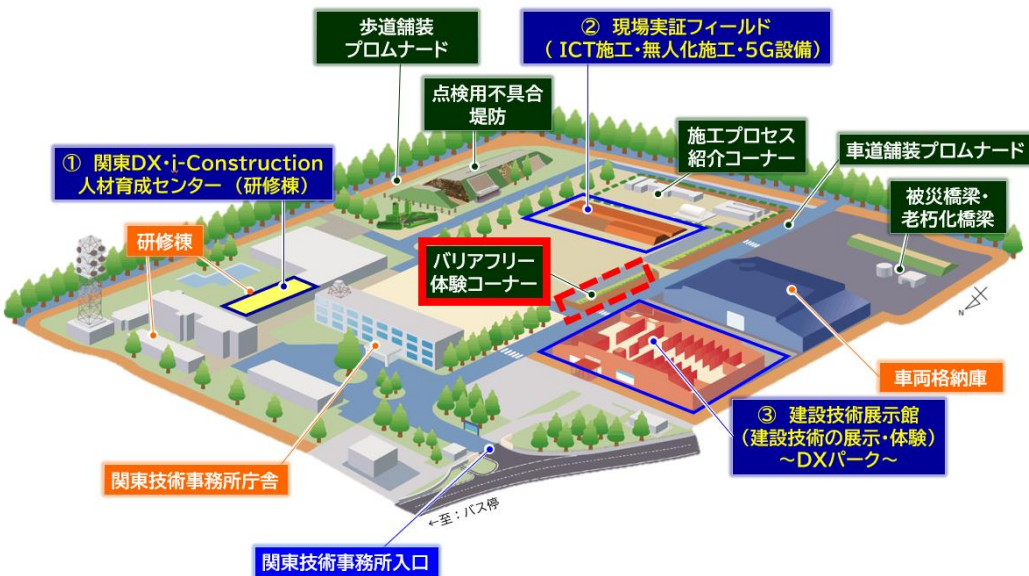 歩道舗装
プロムナード
② 現場実証フィールド
( ICT施工・無人化施工・5G設備)
点検用不具合
堤防
施工プロセス
紹介コーナー
車道舗装プロムナード
① 関東DX・i-Construction
人材育成センター (研修棟)
被災橋梁・
老朽化橋梁
研修棟
バリアフリー
体験コーナー
N
車両格納庫
③ 建設技術展示館
(建設技術の展示・体験)
~DXパーク~
関東技術事務所庁舎
←至:バス停
関東技術事務所入口